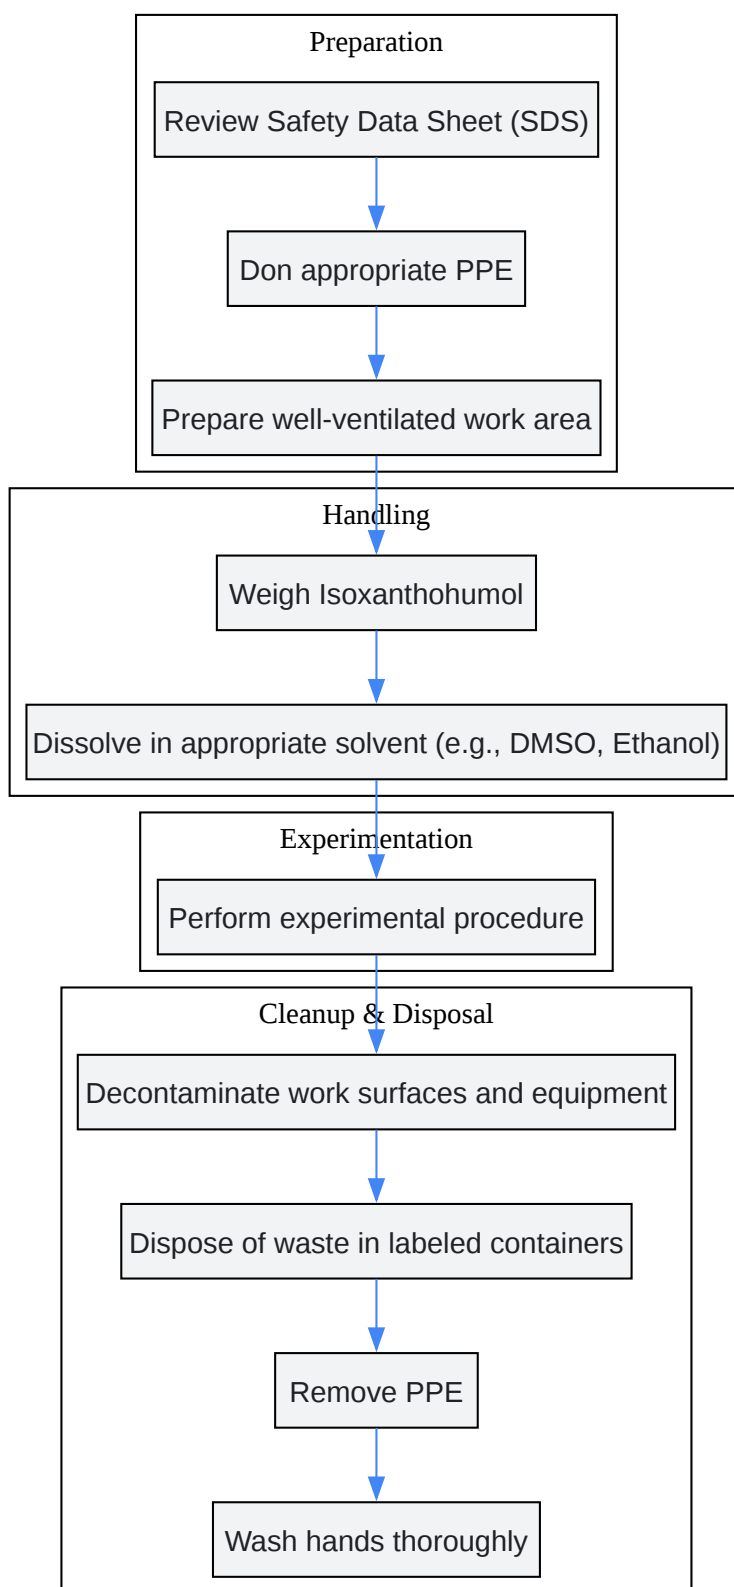 Preparation
Review Safety Data Sheet (SDS)
Don appropriate PPE
Prepare well-ventilated work area
Handling
Weigh Isoxanthohumol
Dissolve in appropriate solvent (e.g., DMSO, Ethanol)
Experimentation
Perform experimental procedure
Cleanup & Disposal
Decontaminate work surfaces and equipment
Dispose of waste in labeled containers
Remove PPE
Wash hands thoroughly